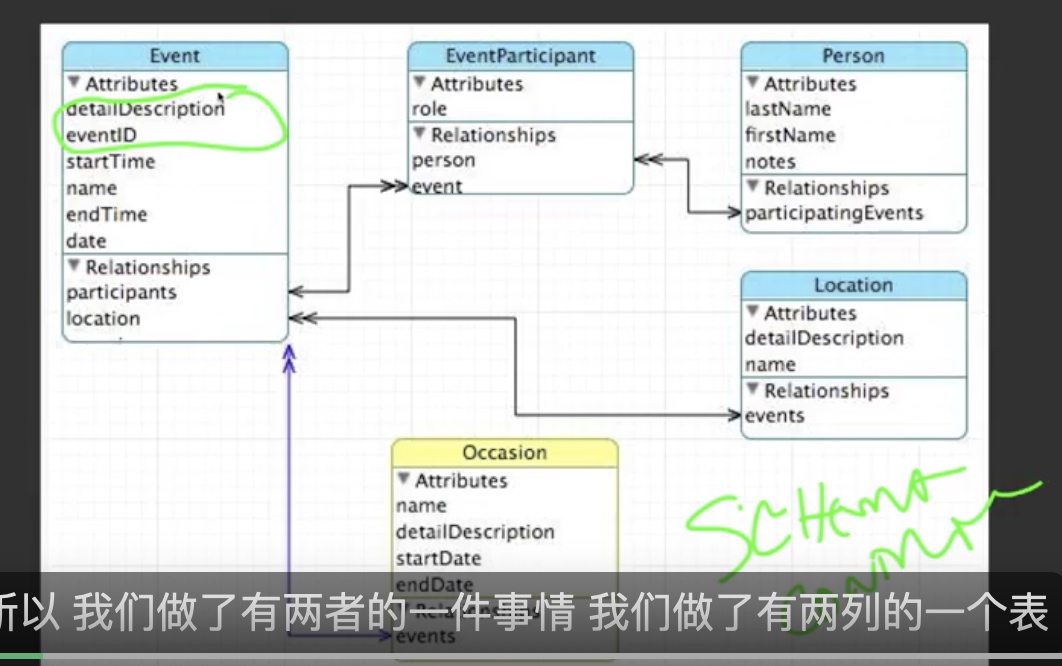 Event
Attributes
detailDescription
eventID
startTime
name
endTime
date
Relationships
participants
location
EventParticipant
Attributes
role
Relationships
person
event
Person
Attributes
lastName
firstName
notes
Relationships
participatingEvents
Location
Attributes
detailDescription
name
Relationships
events
Occasion
Attributes
name
detailDescription
startDate
endDate
Relationships
events
SCHEMA
所以 我们做了有两者的一件事情 我们做了有两列的一个表